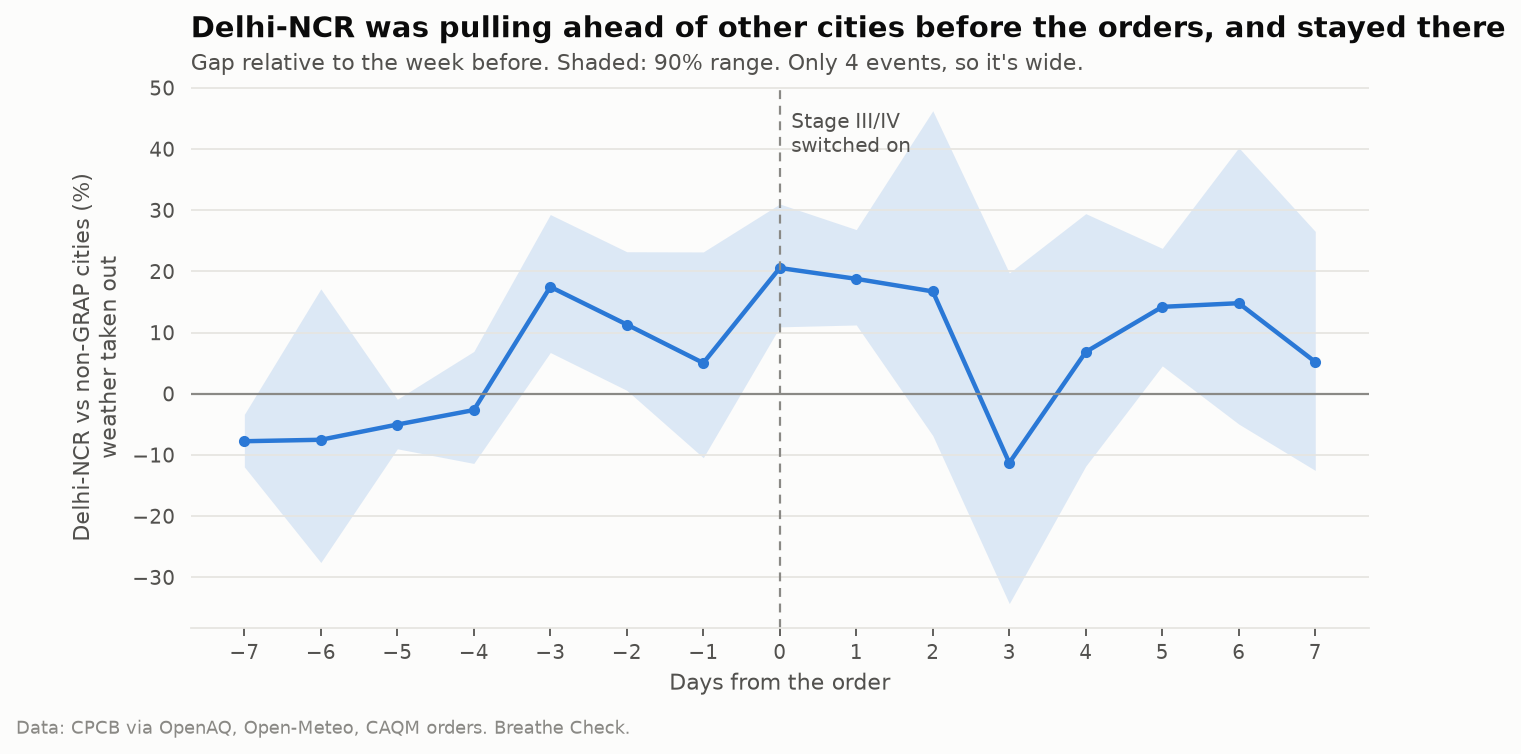 Delhi-NCR was pulling ahead of other cities before the orders, and stayed there
Gap relative to the week before. Shaded: 90% range. Only 4 events, so it's wide.
Delhi-NCR vs non-GRAP cities (%)
weather taken out
50
40
30
20
10
0
−10
−20
−30
Stage III/IV
switched on
−7 −6 −5 −4 −3 −2 −1 0 1 2 3 4 5 6 7
Days from the order
Data: CPCB via OpenAQ, Open-Meteo, CAQM orders. Breathe Check.